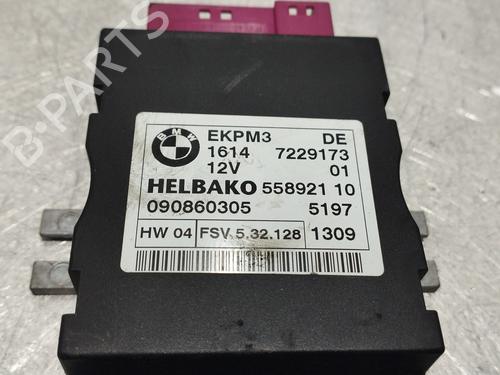 B-PARTS
BMW
EKPM3 DE
1614 7229173
12V 01
HELBAKO 558921 10
090860305 5197
HW 04 FSV 5.32.128 1309